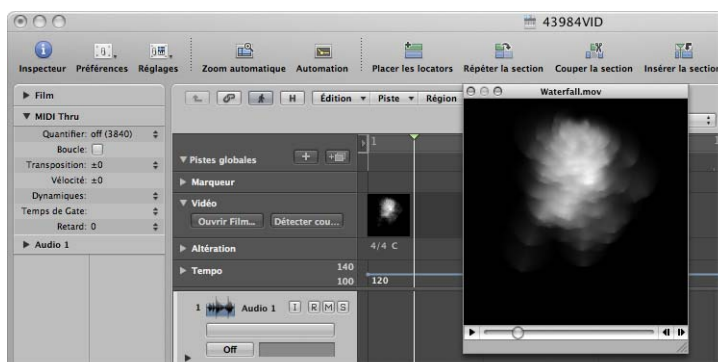 43984VID
Inspecteur Préférences Réglages Zoom automatique Automation Placer les locators Répéter la section Couper la section Insérer la section
Film
MIDI Thru
Quantifier: off (3840)
Boucle:
Transposition: ±0
Vélocité: ±0
Dynamiques:
Temps de Gate:
Retard: 0
Audio 1
H Édition Piste Région
1
Pistes globales
Marqueur
Vidéo
Ouvrir Film... Détecter cou...
Altération 4/4 C
Tempo 140
100 120
1 Audio 1 I R M S
Off
Waterfall.mov